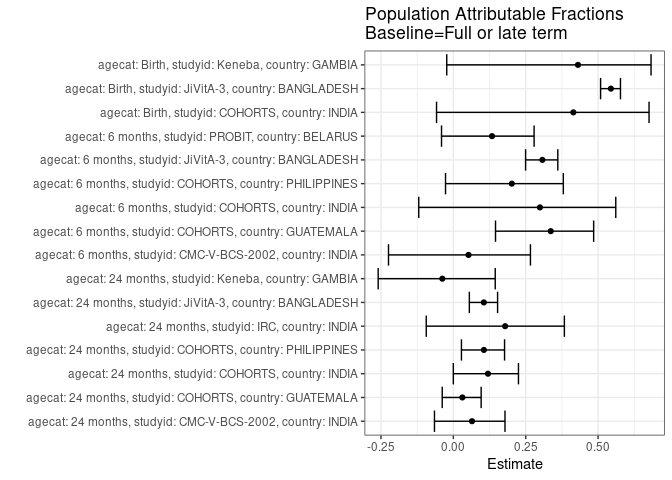 Population Attributable Fractions
Baseline=Full or late term
agecat: Birth, studyid: Keneba, country: GAMBIA
agecat: Birth, studyid: JiVitA-3, country: BANGLADESH
agecat: Birth, studyid: COHORTS, country: INDIA
agecat: 6 months, studyid: PROBIT, country: BELARUS
agecat: 6 months, studyid: JiVitA-3, country: BANGLADESH
agecat: 6 months, studyid: COHORTS, country: PHILIPPINES
agecat: 6 months, studyid: COHORTS, country: INDIA
agecat: 6 months, studyid: COHORTS, country: GUATEMALA
agecat: 6 months, studyid: CMC-V-BCS-2002, country: INDIA
agecat: 24 months, studyid: Keneba, country: GAMBIA
agecat: 24 months, studyid: JiVitA-3, country: BANGLADESH
agecat: 24 months, studyid: IRC, country: INDIA
agecat: 24 months, studyid: COHORTS, country: PHILIPPINES
agecat: 24 months, studyid: COHORTS, country: INDIA
agecat: 24 months, studyid: COHORTS, country: GUATEMALA
agecat: 24 months, studyid: CMC-V-BCS-2002, country: INDIA
-0.25 0.00 0.25 0.50
Estimate